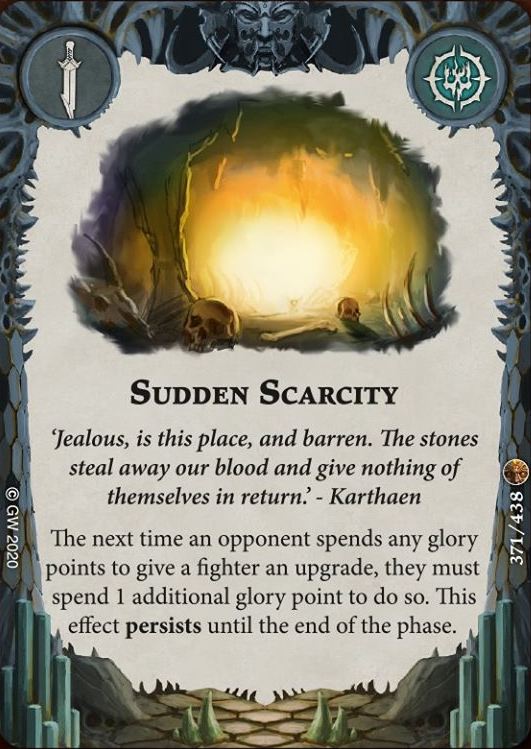 SUDDEN SCARCITY
‘Jealous, is this place, and barren. The stones
steal away our blood and give nothing of
themselves in return.’ - Karthaen
The next time an opponent spends any glory
points to give a fighter an upgrade, they must
spend 1 additional glory point to do so. This
effect persists until the end of the phase.
© GW 2020
371/438